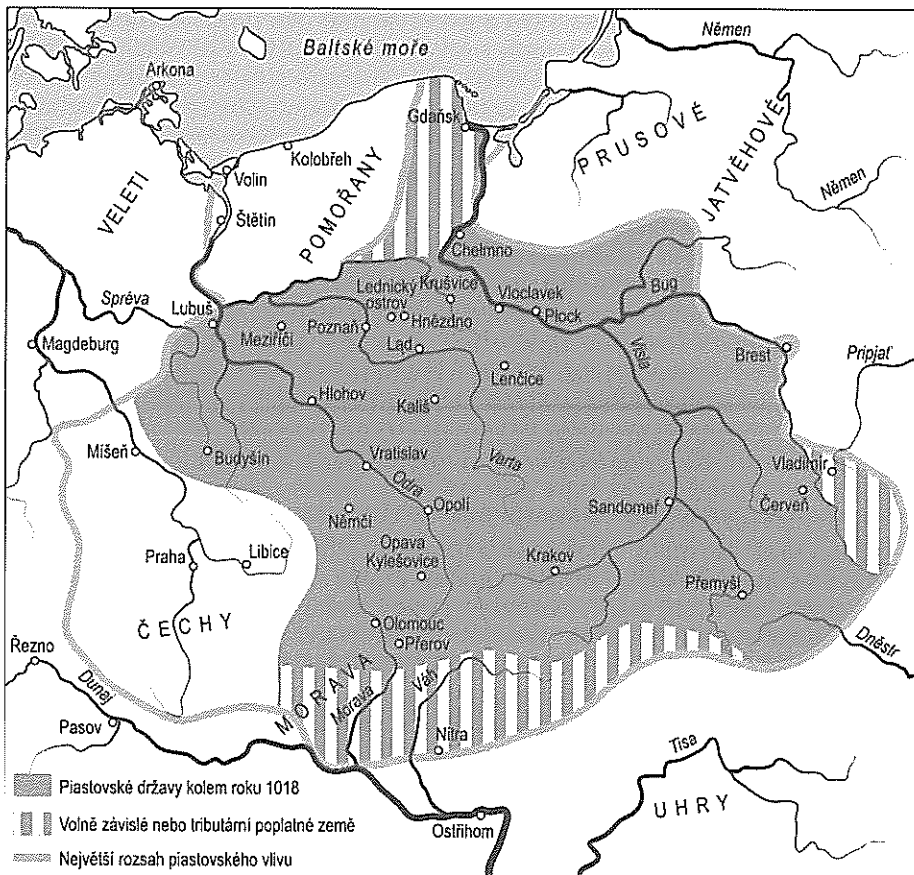 Baltské moře
Němen
Arkona
Gdaňsk
PRUSOVÉ
JATVĚHOVÉ
Kolobřeh
Volin
POMOŘANY
Němen
VELETI
Štětín
Chelmno
Spréva
Lubuš
Lednický
ostrov
Krušvice
Vloclavek
Bug
Magdeburg
Meziříčí
Poznaň
Hnězdno
Plock
Visla
Brest
Pripjať
Ląd
Lenčice
Hlohov
Kališ
Míšeň
Budyšín
Vratislav
Varta
Vladimír
Odra
Opolí
Sandoměř
Červeň
Němčí
Praha
Libice
Opava
Kylešovice
Krakov
Přemyšl
ČECHY
Olomouc
Přerov
Dněstr
Řezno
Dunaj
MORAVA
Morava
Váh
Pasov
Nitra
Tisa
UHRY
Ostřihom
Piastovské državy kolem roku 1018
Volně závislé nebo tributární poplatné země
Největší rozsah piastovského vlivu